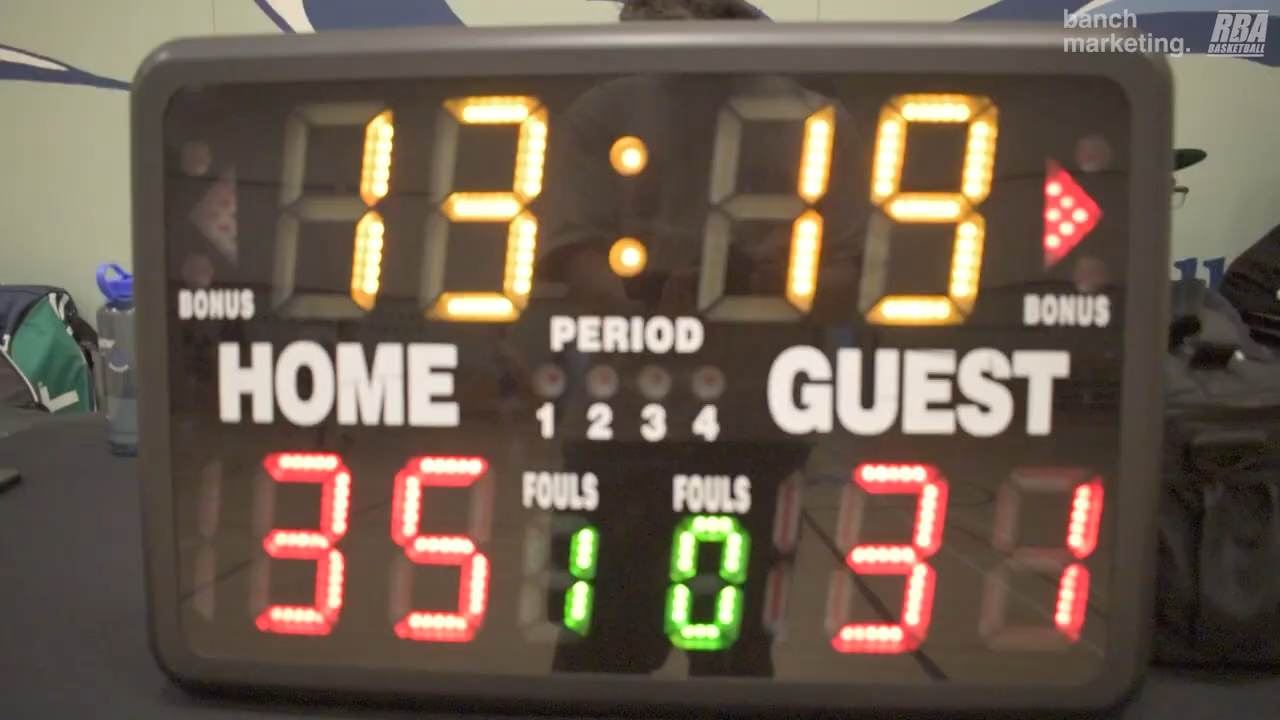 banch
marketing.
RBA
BASKETBALL
13:19
BONUS
BONUS
PERIOD
HOME
GUEST
1 2 3 4
FOULS
FOULS
35
1
0
31